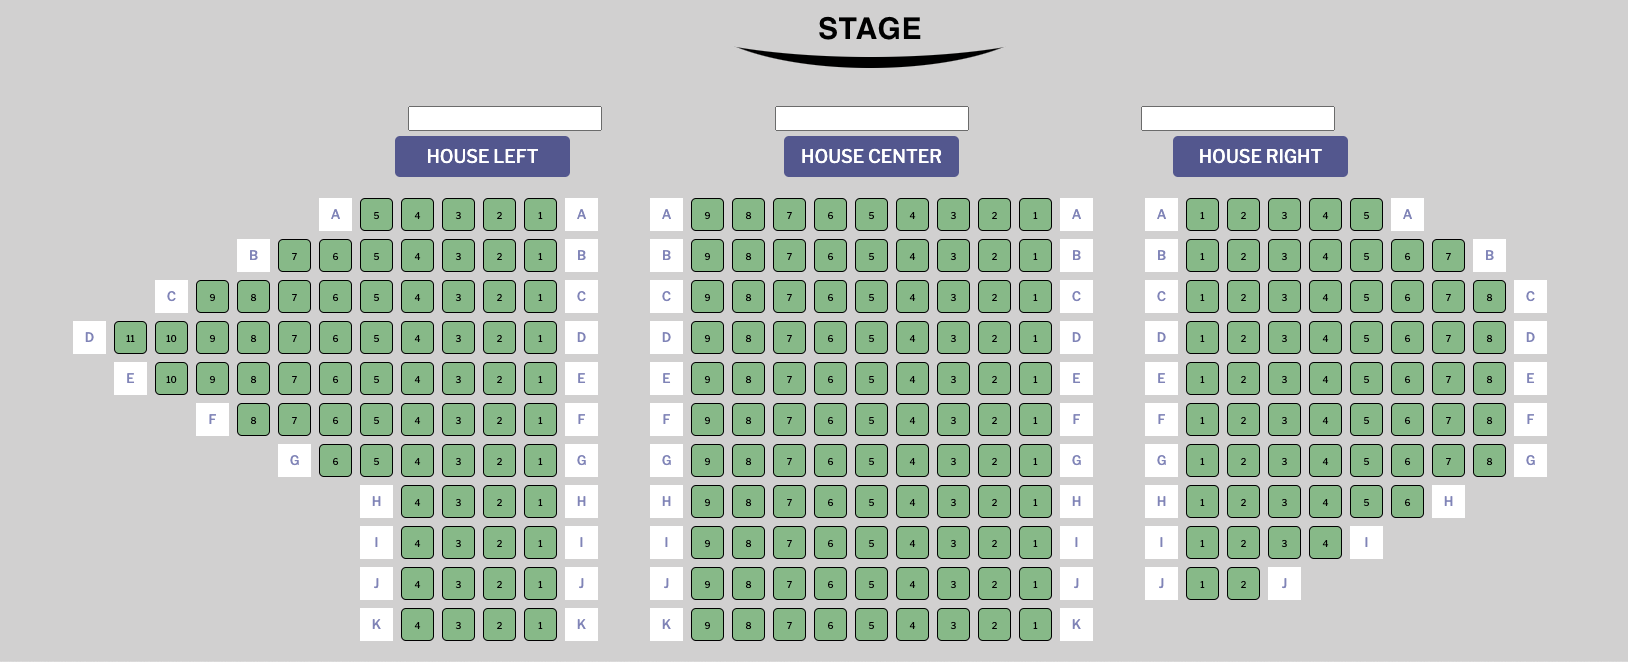 STAGE
HOUSE LEFT HOUSE CENTER HOUSE RIGHT
A 5 4 3 2 1 A A 9 8 7 6 5 4 3 2 1 A A 1 2 3 4 5 A
B 7 6 5 4 3 2 1 B B 9 8 7 6 5 4 3 2 1 B B 1 2 3 4 5 6 7 B
C 9 8 7 6 5 4 3 2 1 C C 9 8 7 6 5 4 3 2 1 C C 1 2 3 4 5 6 7 8 C
D 11 10 9 8 7 6 5 4 3 2 1 D D 9 8 7 6 5 4 3 2 1 D D 1 2 3 4 5 6 7 8 D
E 10 9 8 7 6 5 4 3 2 1 E E 9 8 7 6 5 4 3 2 1 E E 1 2 3 4 5 6 7 8 E
F 8 7 6 5 4 3 2 1 F F 9 8 7 6 5 4 3 2 1 F F 1 2 3 4 5 6 7 8 F
G 6 5 4 3 2 1 G G 9 8 7 6 5 4 3 2 1 G G 1 2 3 4 5 6 7 8 G
H 4 3 2 1 H H 9 8 7 6 5 4 3 2 1 H H 1 2 3 4 5 6 H
I 4 3 2 1 I I 9 8 7 6 5 4 3 2 1 I I 1 2 3 4 I
J 4 3 2 1 J J 9 8 7 6 5 4 3 2 1 J J 1 2 J
K 4 3 2 1 K K 9 8 7 6 5 4 3 2 1 K